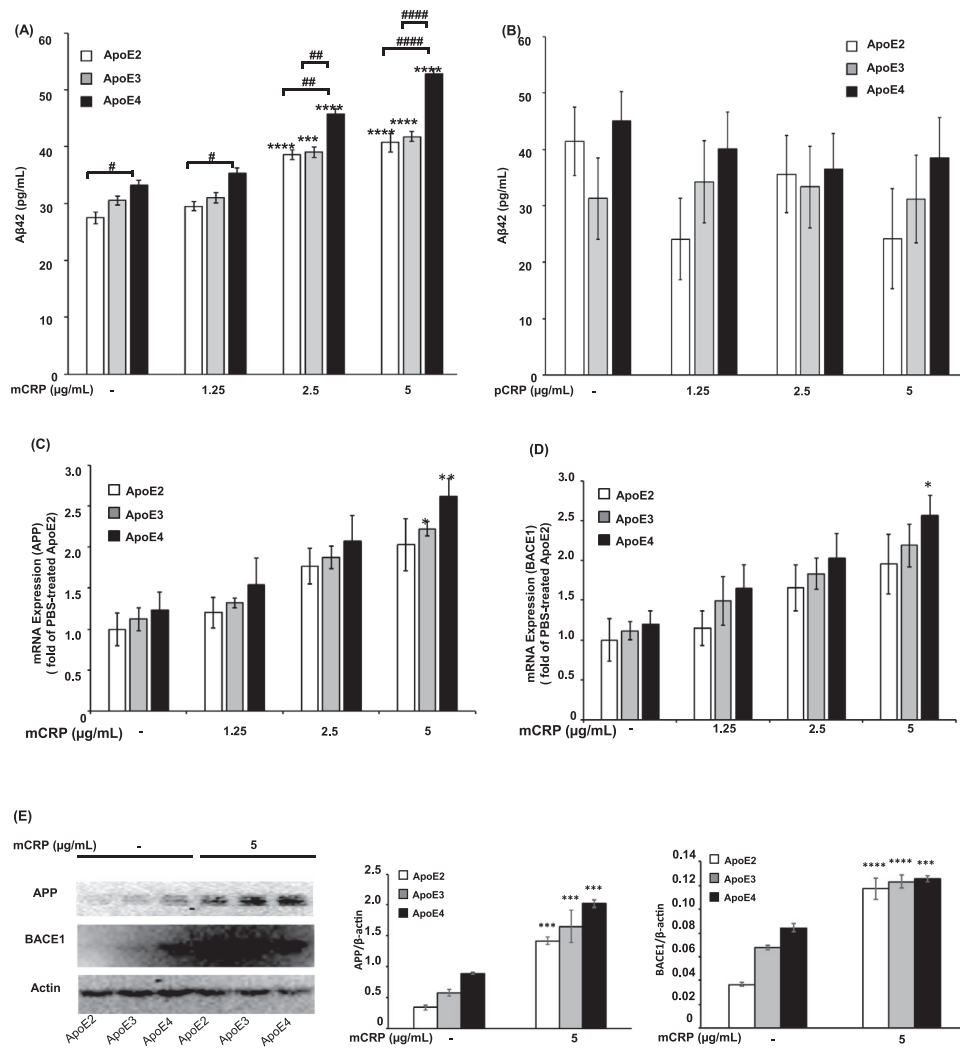 (A)
####
####
##
##
#
#
****
****
****
****
***
****
60
50
40
30
20
10
0
Aβ42 (pg/mL)
ApoE2
ApoE3
ApoE4
mCRP (µg/mL)
- 1.25 2.5 5
(B)
60
50
40
30
20
10
0
Aβ42 (pg/mL)
ApoE2
ApoE3
ApoE4
pCRP (µg/mL)
- 1.25 2.5 5
(C)
3.0
2.5
2.0
1.5
1.0
0.5
0
mRNA Expression (APP)
( fold of PBS-treated ApoE2)
ApoE2
ApoE3
ApoE4
**
*
mCRP (µg/mL)
- 1.25 2.5 5
(D)
3.0
2.5
2.0
1.5
1.0
0.5
0
mRNA Expression (BACE1)
( fold of PBS-treated ApoE2)
ApoE2
ApoE3
ApoE4
*
mCRP (µg/mL)
- 1.25 2.5 5
(E)
mCRP (µg/mL) - 5
APP
BACE1
Actin
ApoE2 ApoE3 ApoE4 ApoE2 ApoE3 ApoE4
2.5
2.0
1.5
1.0
0.5
0
APP/β-actin
ApoE2
ApoE3
ApoE4
*** *** ***
mCRP (µg/mL) - 5
0.14
0.12
0.10
0.08
0.06
0.04
0.02
0
BACE1/β-actin
ApoE2
ApoE3
ApoE4
**** **** ***
mCRP (µg/mL) - 5